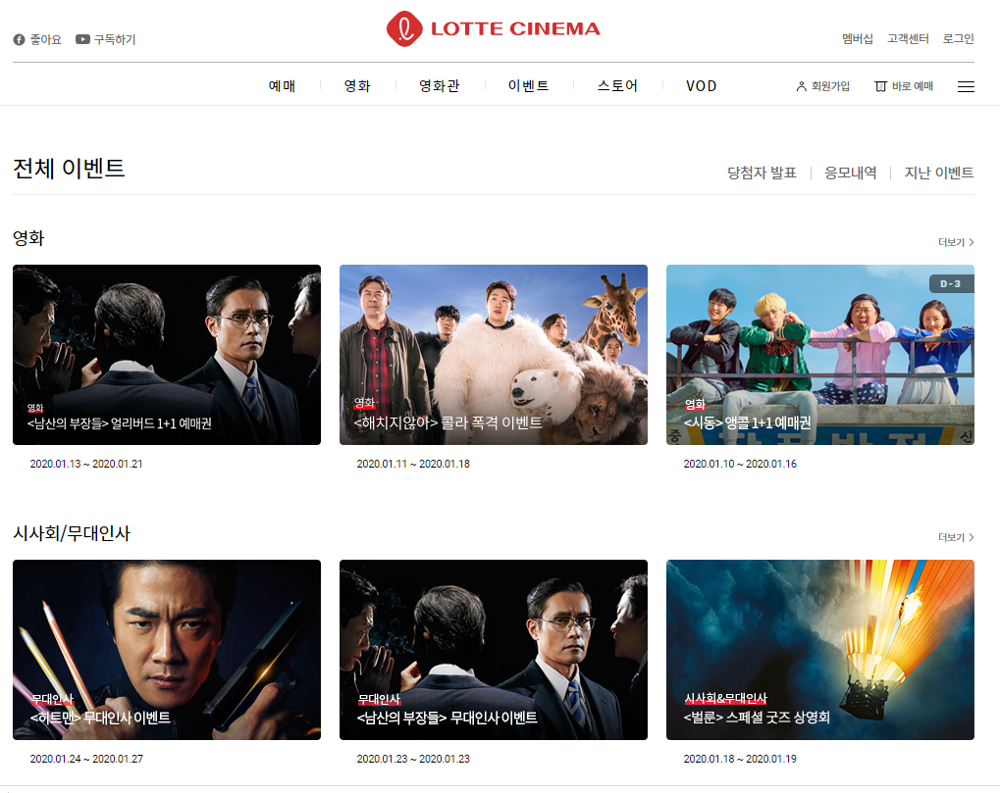 좋아요 구독하기
LOTTE CINEMA
멤버십 고객센터 로그인
예매 영화 영화관 이벤트 스토어 VOD
회원가입 바로 예매
전체 이벤트
당첨자 발표 응모내역 지난 이벤트
영화
더보기
영화
<남산의 부장들> 얼리버드 1+1 예매권
2020.01.13 ~ 2020.01.21
영화
<해치지않아> 콜라 폭격 이벤트
2020.01.11 ~ 2020.01.18
D-3
영화
<시동> 앵콜 1+1 예매권
2020.01.10 ~ 2020.01.16
시사회/무대인사
더보기
무대인사
<히트맨> 무대인사 이벤트
2020.01.24 ~ 2020.01.27
무대인사
<남산의 부장들> 무대인사 이벤트
2020.01.23 ~ 2020.01.23
시사회&무대인사
<벌룬> 스페셜 굿즈 상영회
2020.01.18 ~ 2020.01.19